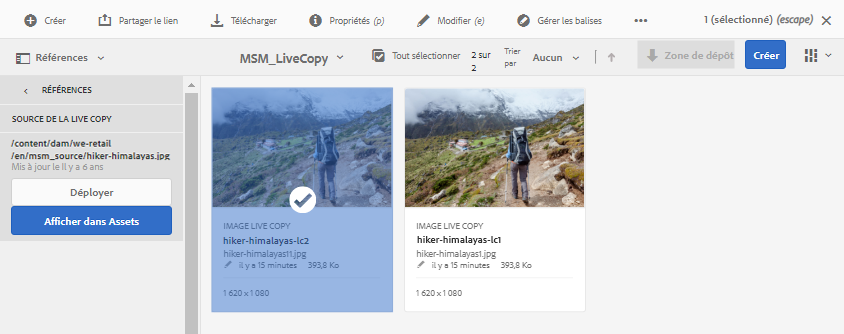 Créer Partager le lien Télécharger Propriétés (p) Modifier (e) Gérer les balises ••• 1 (sélectionné) (escape)
Références MSM_LiveCopy Tout sélectionner 2 sur 2 Trier par Aucun Zone de dépôt Créer
RÉFÉRENCES
SOURCE DE LA LIVE COPY
/content/dam/we-retail
/en/msm_source/hiker-himalayas.jpg
Mis à jour le il y a 6 ans
Déployer
Afficher dans Assets
IMAGE LIVE COPY
hiker-himalayas-lc2
hiker-himalayas11.jpg
il y a 15 minutes 393,8 Ko
1 620 x 1 080
IMAGE LIVE COPY
hiker-himalayas-lc1
hiker-himalayas1.jpg
il y a 15 minutes 393,8 Ko
1 620 x 1 080